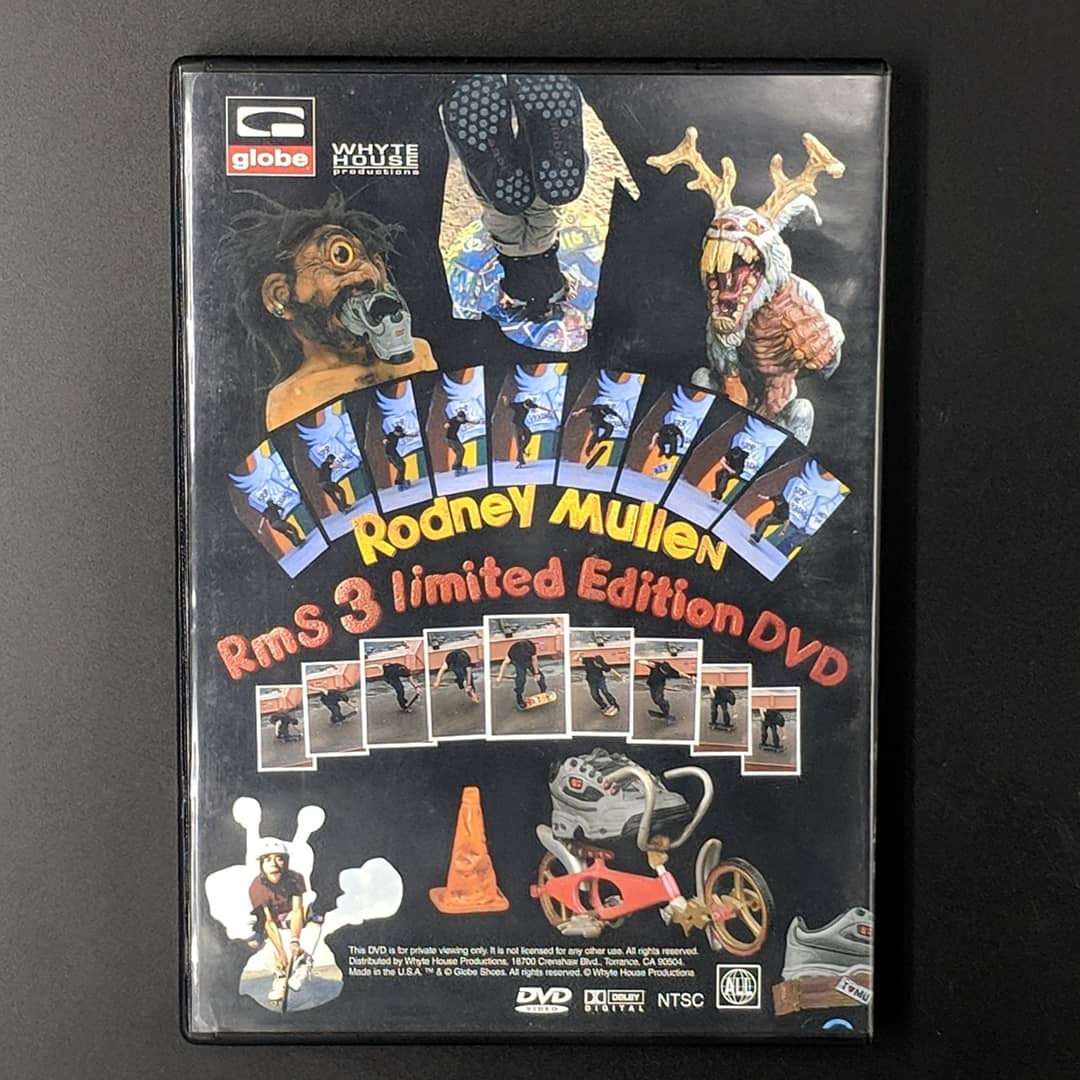 globe
WHYTE
HOUSE
productions
Rodney Mullen
RmS 3 limited Edition DVD
This DVD is for private viewing only. It is not licensed for any other use. All rights reserved.
Distributed by Whyte House Productions, 18700 Crenshaw Blvd., Torrance, CA 90504.
Made in the U.S.A. ™ & © Globe Shoes. All rights reserved. © Whyte House Productions
DVD
VIDEO
DOLBY
DIGITAL
NTSC
ALL
I ♥ MU